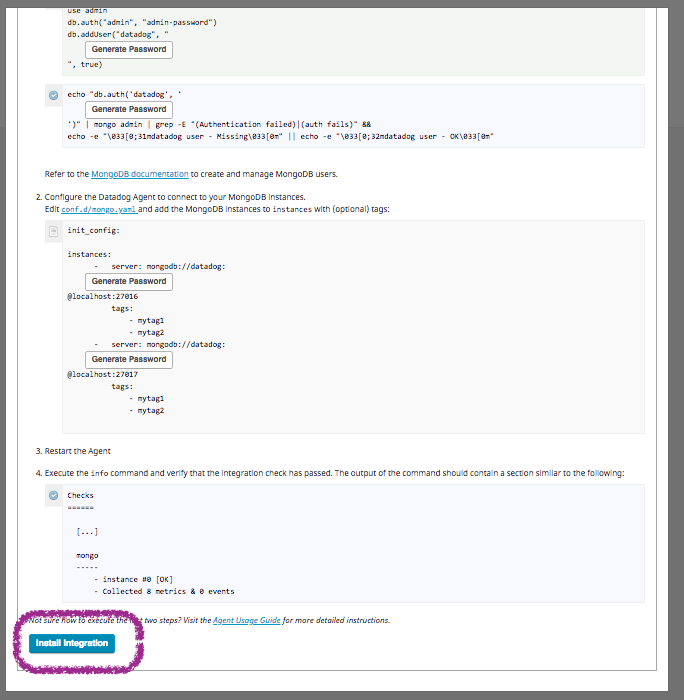 use admin
db.auth("admin", "admin-password")
db.addUser("datadog", "
Generate Password
", true)
echo "db.auth('datadog', '
Generate Password
')" | mongo admin | grep -E "(Authentication failed)|(auth fails)" &&
echo -e "\033[0;31mdatadog user - Missing\033[0m" || echo -e "\033[0;32mdatadog user - OK\033[0m"
Refer to the MongoDB documentation to create and manage MongoDB users.
2. Configure the Datadog Agent to connect to your MongoDB instances.
Edit conf.d/mongo.yaml and add the MongoDB instances to instances with (optional) tags:
init_config:
instances:
- server: mongodb://datadog:
Generate Password
@localhost:27016
tags:
- mytag1
- mytag2
- server: mongodb://datadog:
Generate Password
@localhost:27017
tags:
- mytag1
- mytag2
3. Restart the Agent
4. Execute the info command and verify that the integration check has passed. The output of the command should contain a section similar to the following:
Checks
======
[...]
mongo
-----
- instance #0 [OK]
- Collected 8 metrics & 0 events
Not sure how to execute the last two steps? Visit the Agent Usage Guide for more detailed instructions.
Install Integration